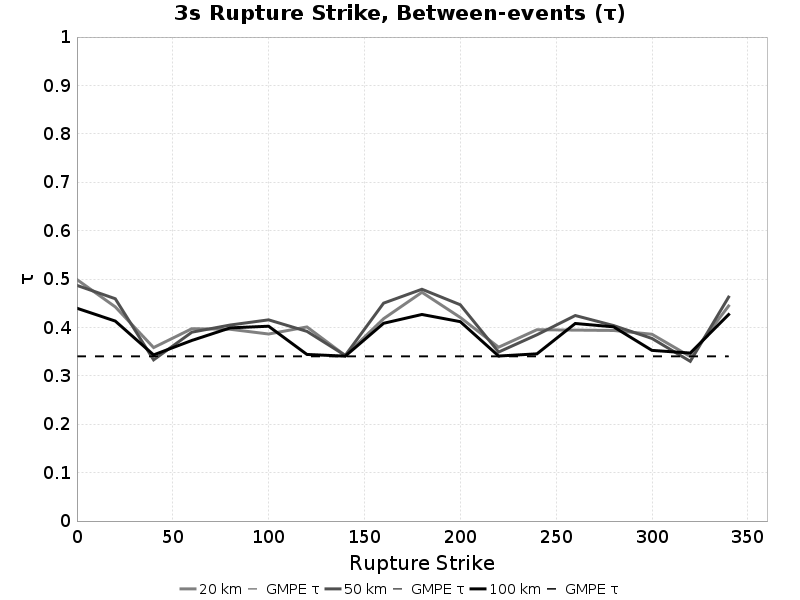 3s Rupture Strike, Between-events (τ)
1
0.9
0.8
0.7
0.6
0.5
0.4
0.3
0.2
0.1
0
τ
0 50 100 150 200 250 300 350
Rupture Strike
20 km GMPE τ 50 km GMPE τ 100 km GMPE τ